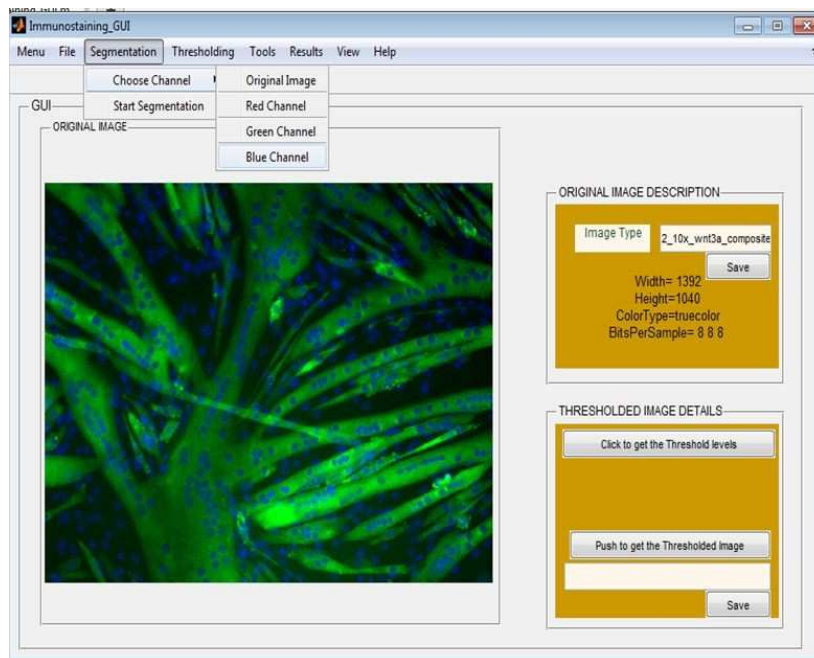 Immunostaining_GUI
Menu File Segmentation Thresholding Tools Results View Help
Choose Channel
Start Segmentation
Original Image
Red Channel
Green Channel
Blue Channel
GUI
ORIGINAL IMAGE
ORIGINAL IMAGE DESCRIPTION
Image Type 2_10x_wnt3a_composite
Save
Width= 1392
Height=1040
ColorType=truecolor
BitsPerSample= 8 8 8
THRESHOLDED IMAGE DETAILS
Click to get the Threshold levels
Push to get the Thresholded Image
Save